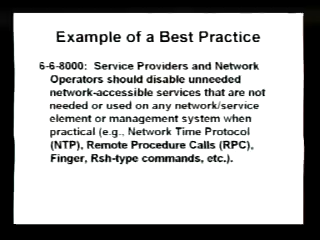 Example of a Best Practice
6-6-8000: Service Providers and Network
Operators should disable unneeded
network-accessible services that are not
needed or used on any network/service
element or management system when
practical (e.g., Network Time Protocol
(NTP), Remote Procedure Calls (RPC),
Finger, Rsh-type commands, etc.).